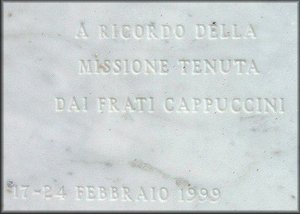 A RICORDO DELLA
MISSIONE TENUTA
DAI FRATI CAPPUCCINI
17-24 FEBBRAIO 1999